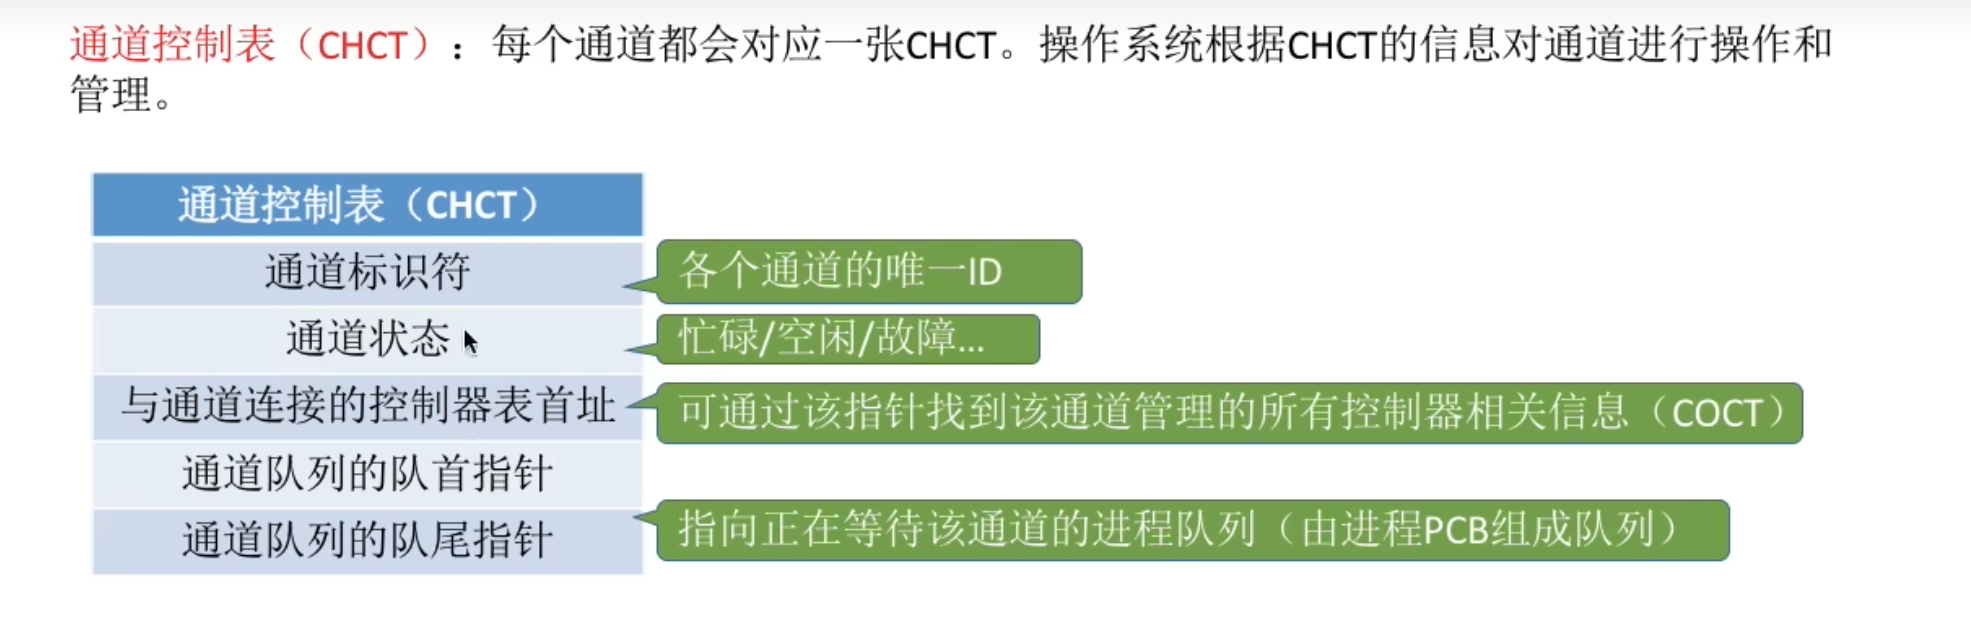 通道控制表（CHCT）：每个通道都会对应一张CHCT。操作系统根据CHCT的信息对通道进行操作和
管理。
通道控制表（CHCT）
通道标识符
各个通道的唯一ID
通道状态
忙碌/空闲/故障...
与通道连接的控制器表首址
可通过该指针找到该通道管理的所有控制器相关信息（COCT）
通道队列的队首指针
通道队列的队尾指针
指向正在等待该通道的进程队列（由进程PCB组成队列）